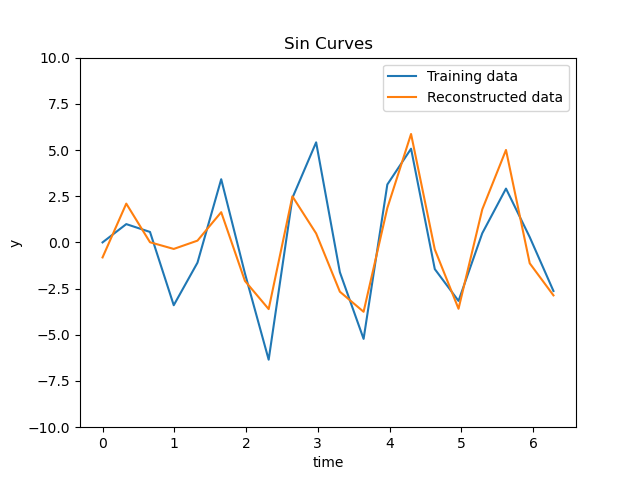 Sin Curves
Training data
Reconstructed data
10.0
7.5
5.0
2.5
0.0
−2.5
−5.0
−7.5
−10.0
y
0 1 2 3 4 5 6
time